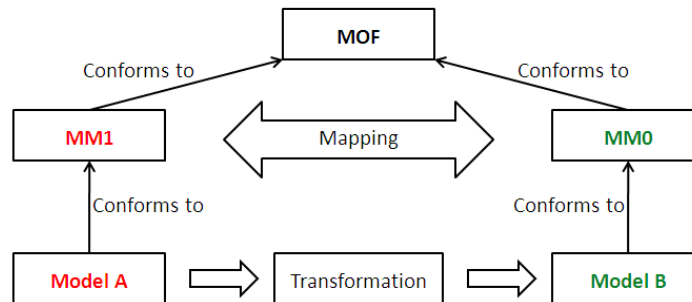 MOF
Conforms to
Conforms to
MM1
Mapping
MM0
Conforms to
Conforms to
Model A
Transformation
Model B